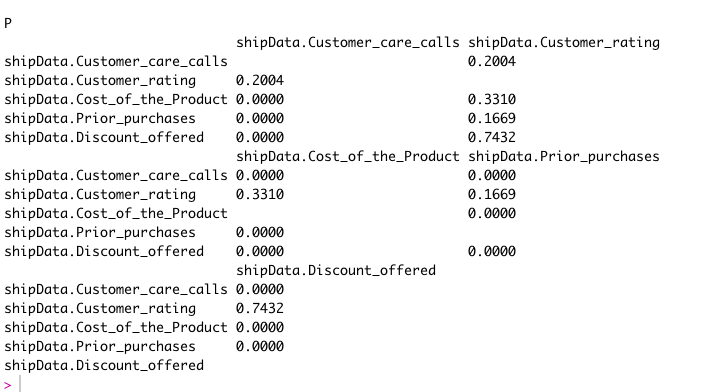 P
                             shipData.Customer_care_calls shipData.Customer_rating
shipData.Customer_care_calls                              0.2004
shipData.Customer_rating     0.2004
shipData.Cost_of_the_Product 0.0000                       0.3310
shipData.Prior_purchases     0.0000                       0.1669
shipData.Discount_offered    0.0000                       0.7432
                             shipData.Cost_of_the_Product shipData.Prior_purchases
shipData.Customer_care_calls 0.0000                       0.0000
shipData.Customer_rating     0.3310                       0.1669
shipData.Cost_of_the_Product                              0.0000
shipData.Prior_purchases     0.0000
shipData.Discount_offered    0.0000                       0.0000
                             shipData.Discount_offered
shipData.Customer_care_calls 0.0000
shipData.Customer_rating     0.7432
shipData.Cost_of_the_Product 0.0000
shipData.Prior_purchases     0.0000
shipData.Discount_offered
>